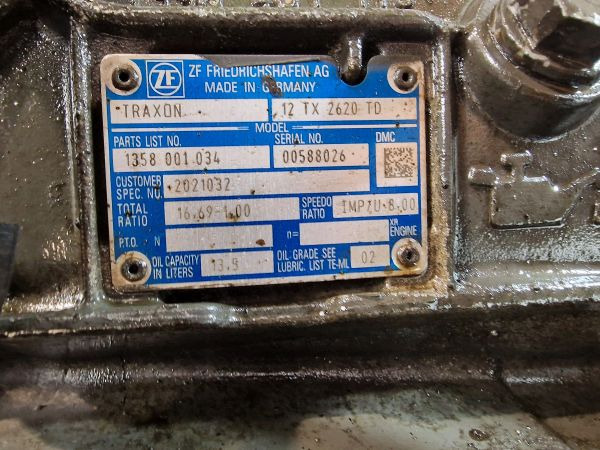 ZF FRIEDRICHSHAFEN AG
MADE IN GERMANY
TRAXON 12 TX 2620 TD
MODEL
PARTS LIST NO. SERIAL NO. DMC
1358 001 034 00588026
CUSTOMER SPEC. NO. 2021032
TOTAL RATIO 16,69-1,00 SPEEDO RATIO IMP/U-8,00
P.T.O. N n= XR ENGINE
OIL CAPACITY IN LITERS 13.5 OIL GRADE SEE LUBRIC. LIST TE-ML 02